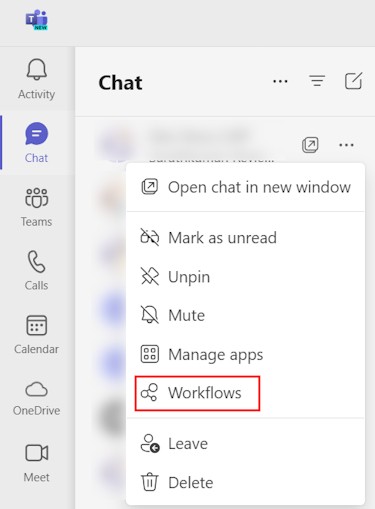 NEW
Activity
Chat
Teams
Calls
Calendar
OneDrive
Meet
Chat
Open chat in new window
Mark as unread
Unpin
Mute
Manage apps
Workflows
Leave
Delete